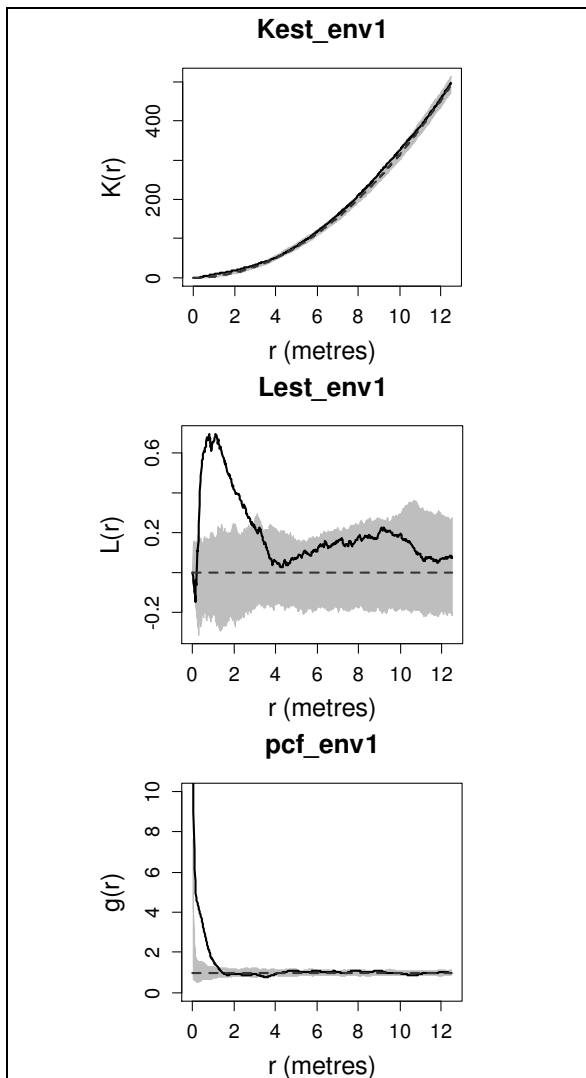 Kest_env1
400
200
0
K(r)
0 2 4 6 8 10 12
r (metres)
Lest_env1
0.6
0.2
-0.2
L(r)
0 2 4 6 8 10 12
r (metres)
pcf_env1
10
8
6
4
2
0
g(r)
0 2 4 6 8 10 12
r (metres)